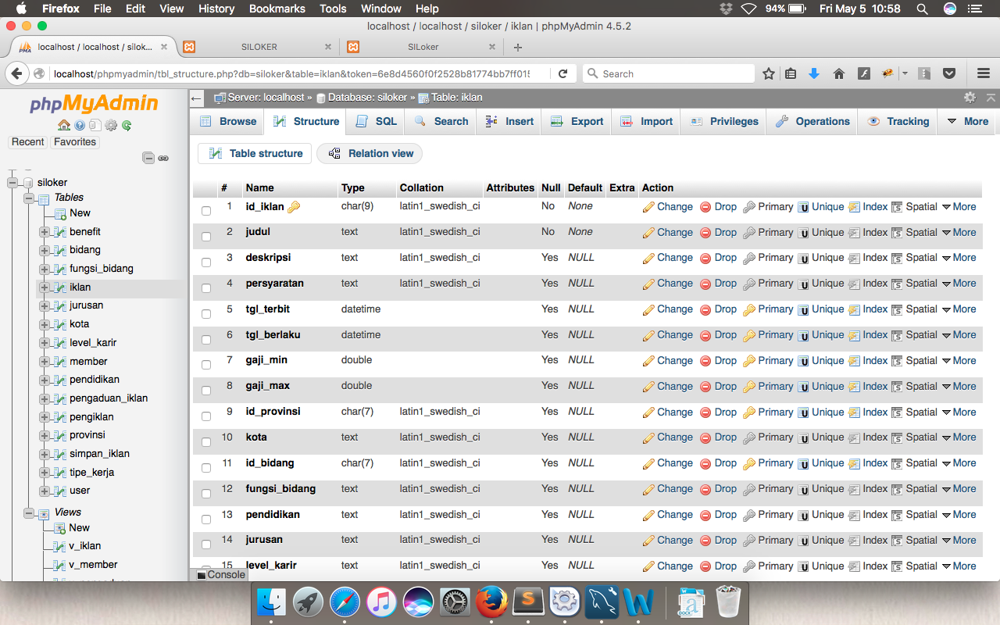 Firefox File Edit View History Bookmarks Tools Window Help 94% Fri May 5 10:58
localhost / localhost / siloker / iklan | phpMyAdmin 4.5.2
localhost / localhost / silok... SILOKER SILoker
localhost/phpmyadmin/tbl_structure.php?db=siloker&table=iklan&token=6e8d4560f0f2528b81774bb7ff015 Search
phpMyAdmin
Recent Favorites
siloker
Tables
New
benefit
bidang
fungsi_bidang
iklan
jurusan
kota
level_karir
member
pendidikan
pengaduan_iklan
pengiklan
provinsi
simpan_iklan
tipe_kerja
user
Views
New
v_iklan
v_member
Server: localhost » Database: siloker » Table: iklan
Browse Structure SQL Search Insert Export Import Privileges Operations Tracking More
Table structure Relation view
# Name Type Collation Attributes Null Default Extra Action
1 id_iklan char(9) latin1_swedish_ci No None Change Drop Primary Unique Index Spatial More
2 judul text latin1_swedish_ci No None Change Drop Primary Unique Index Spatial More
3 deskripsi text latin1_swedish_ci Yes NULL Change Drop Primary Unique Index Spatial More
4 persyaratan text latin1_swedish_ci Yes NULL Change Drop Primary Unique Index Spatial More
5 tgl_terbit datetime Yes NULL Change Drop Primary Unique Index Spatial More
6 tgl_berlaku datetime Yes NULL Change Drop Primary Unique Index Spatial More
7 gaji_min double Yes NULL Change Drop Primary Unique Index Spatial More
8 gaji_max double Yes NULL Change Drop Primary Unique Index Spatial More
9 id_provinsi char(7) latin1_swedish_ci Yes NULL Change Drop Primary Unique Index Spatial More
10 kota text latin1_swedish_ci Yes NULL Change Drop Primary Unique Index Spatial More
11 id_bidang char(7) latin1_swedish_ci Yes NULL Change Drop Primary Unique Index Spatial More
12 fungsi_bidang text latin1_swedish_ci Yes NULL Change Drop Primary Unique Index Spatial More
13 pendidikan text latin1_swedish_ci Yes NULL Change Drop Primary Unique Index Spatial More
14 jurusan text latin1_swedish_ci Yes NULL Change Drop Primary Unique Index Spatial More
15 level_karir text latin1_swedish_ci Yes NULL Change Drop Primary Unique Index Spatial More
Console